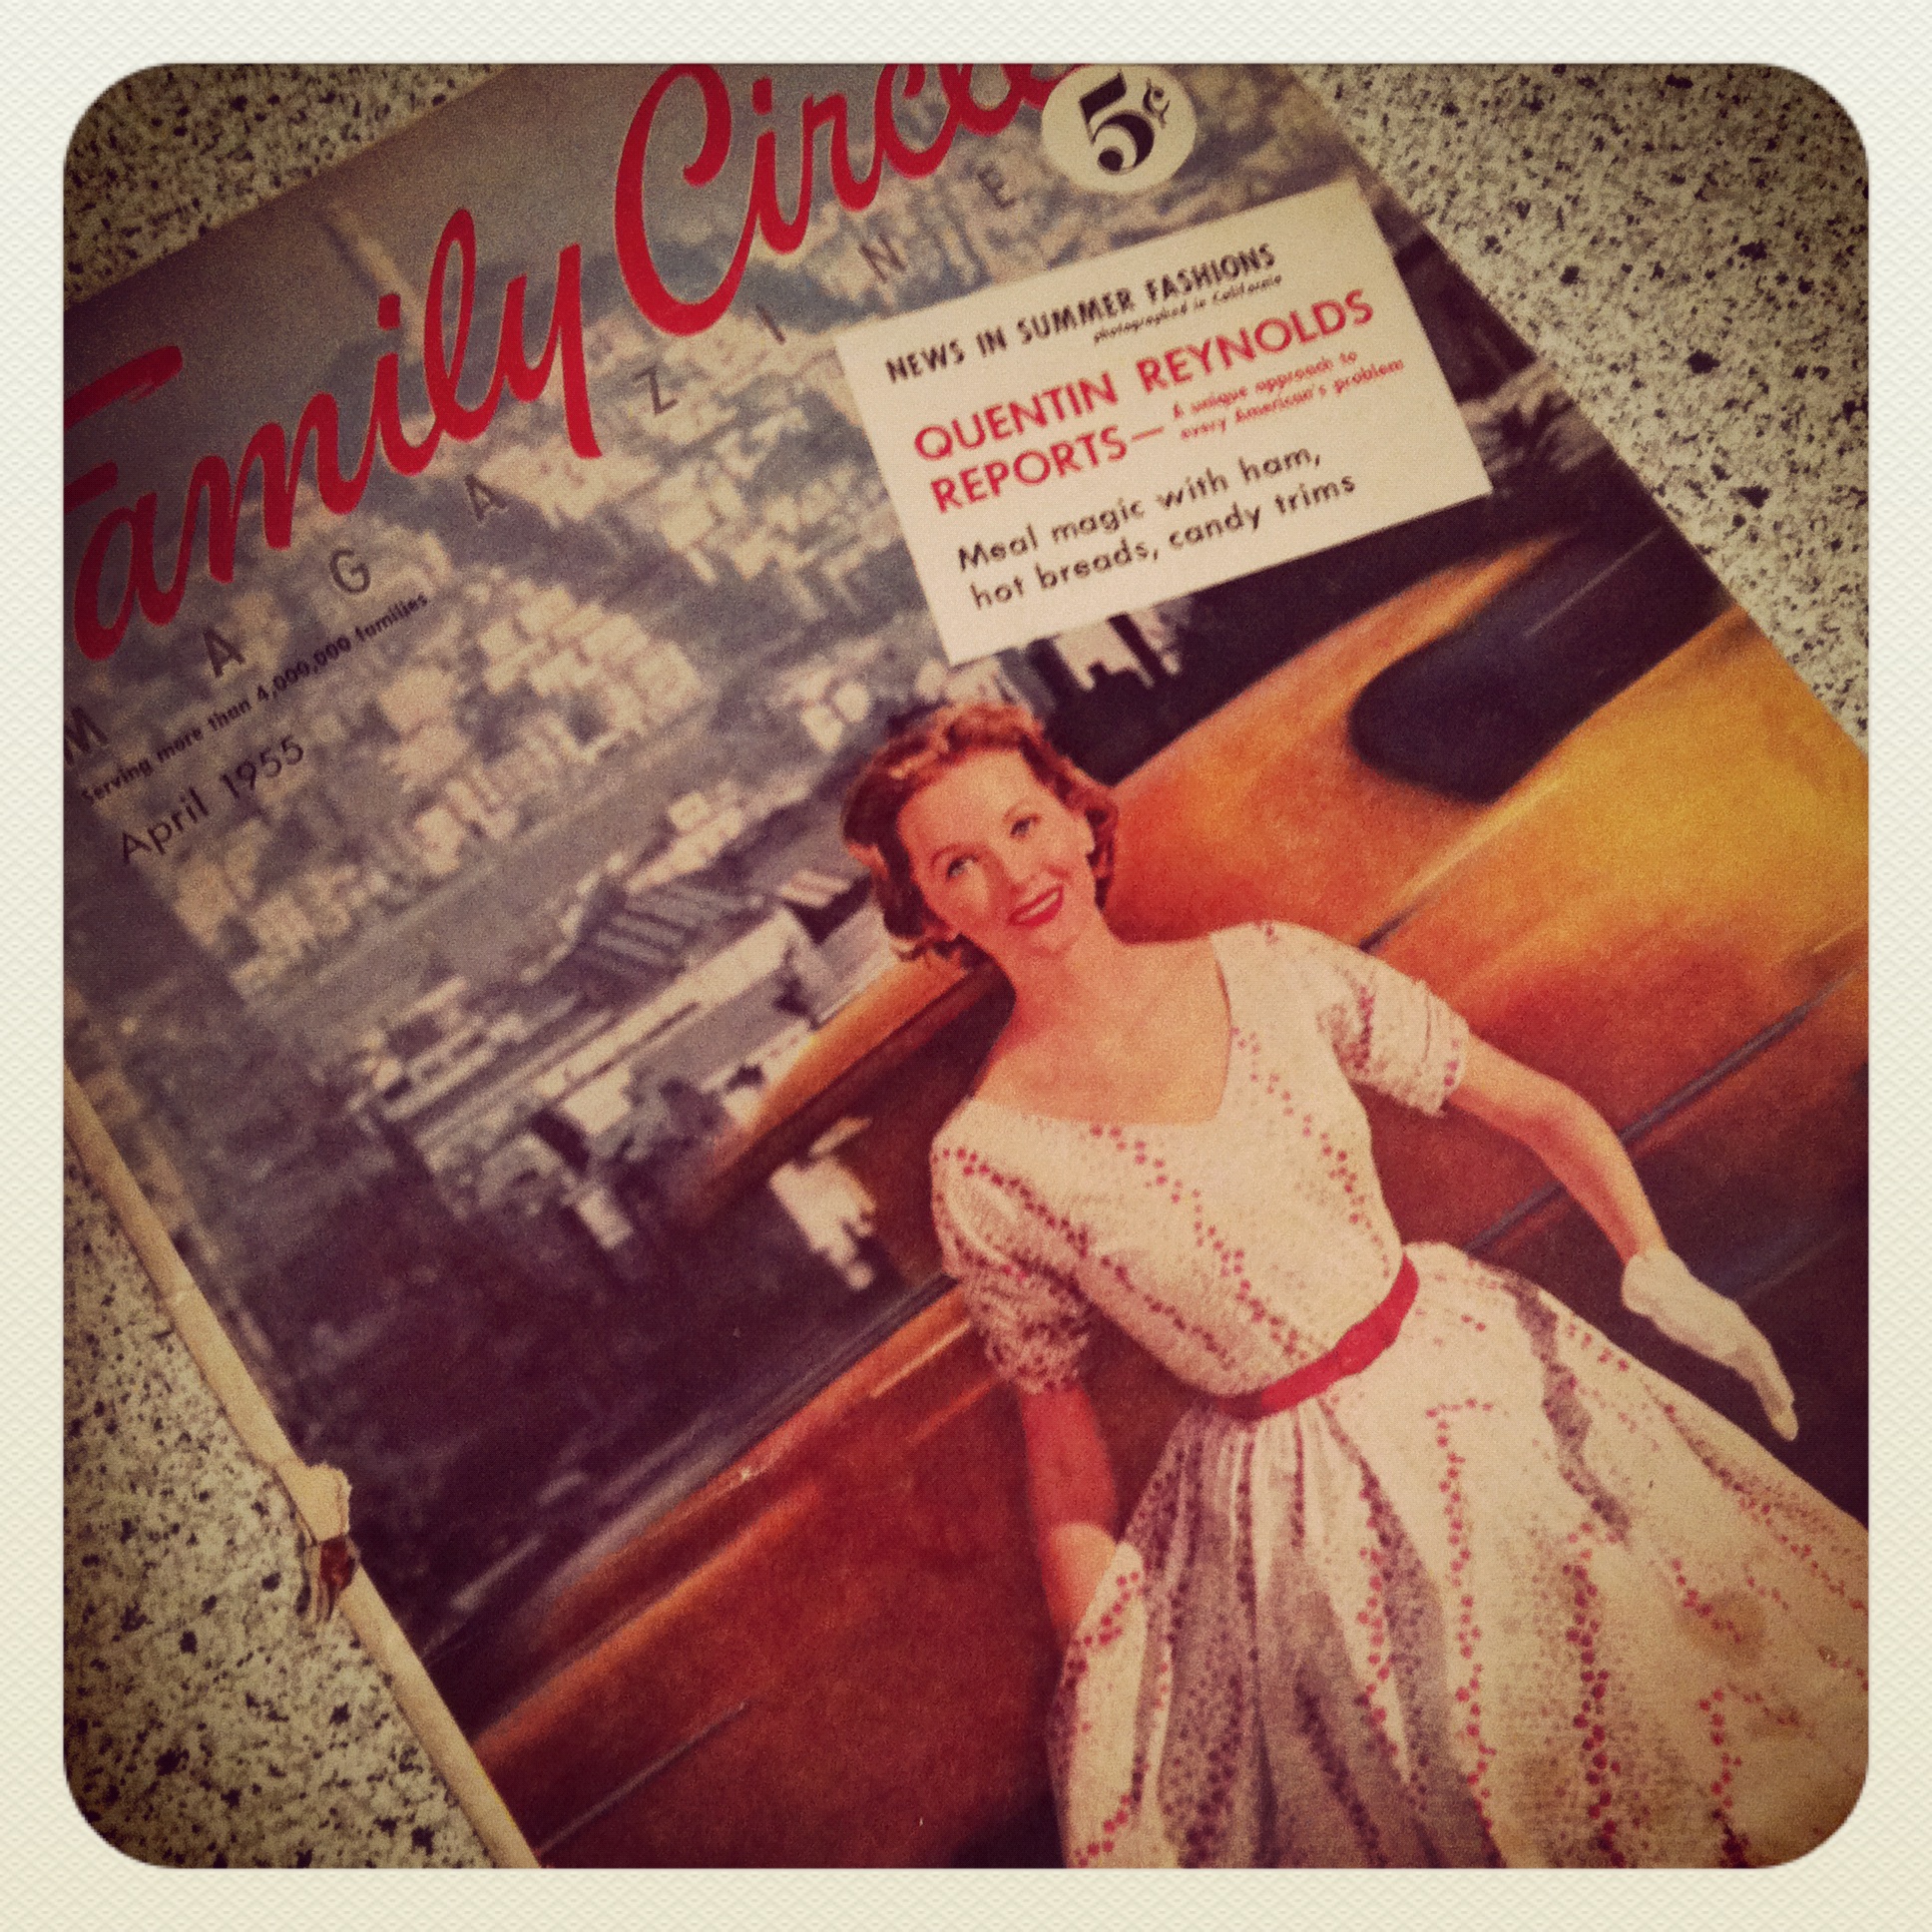 Family Circle
5¢
MAGAZINE
Serving more than 4,000,000 families
April 1955
NEWS IN SUMMER FASHIONS
photographed in California
QUENTIN REYNOLDS
REPORTS— A unique approach to
every American's problem
Meal magic with ham,
hot breads, candy trims